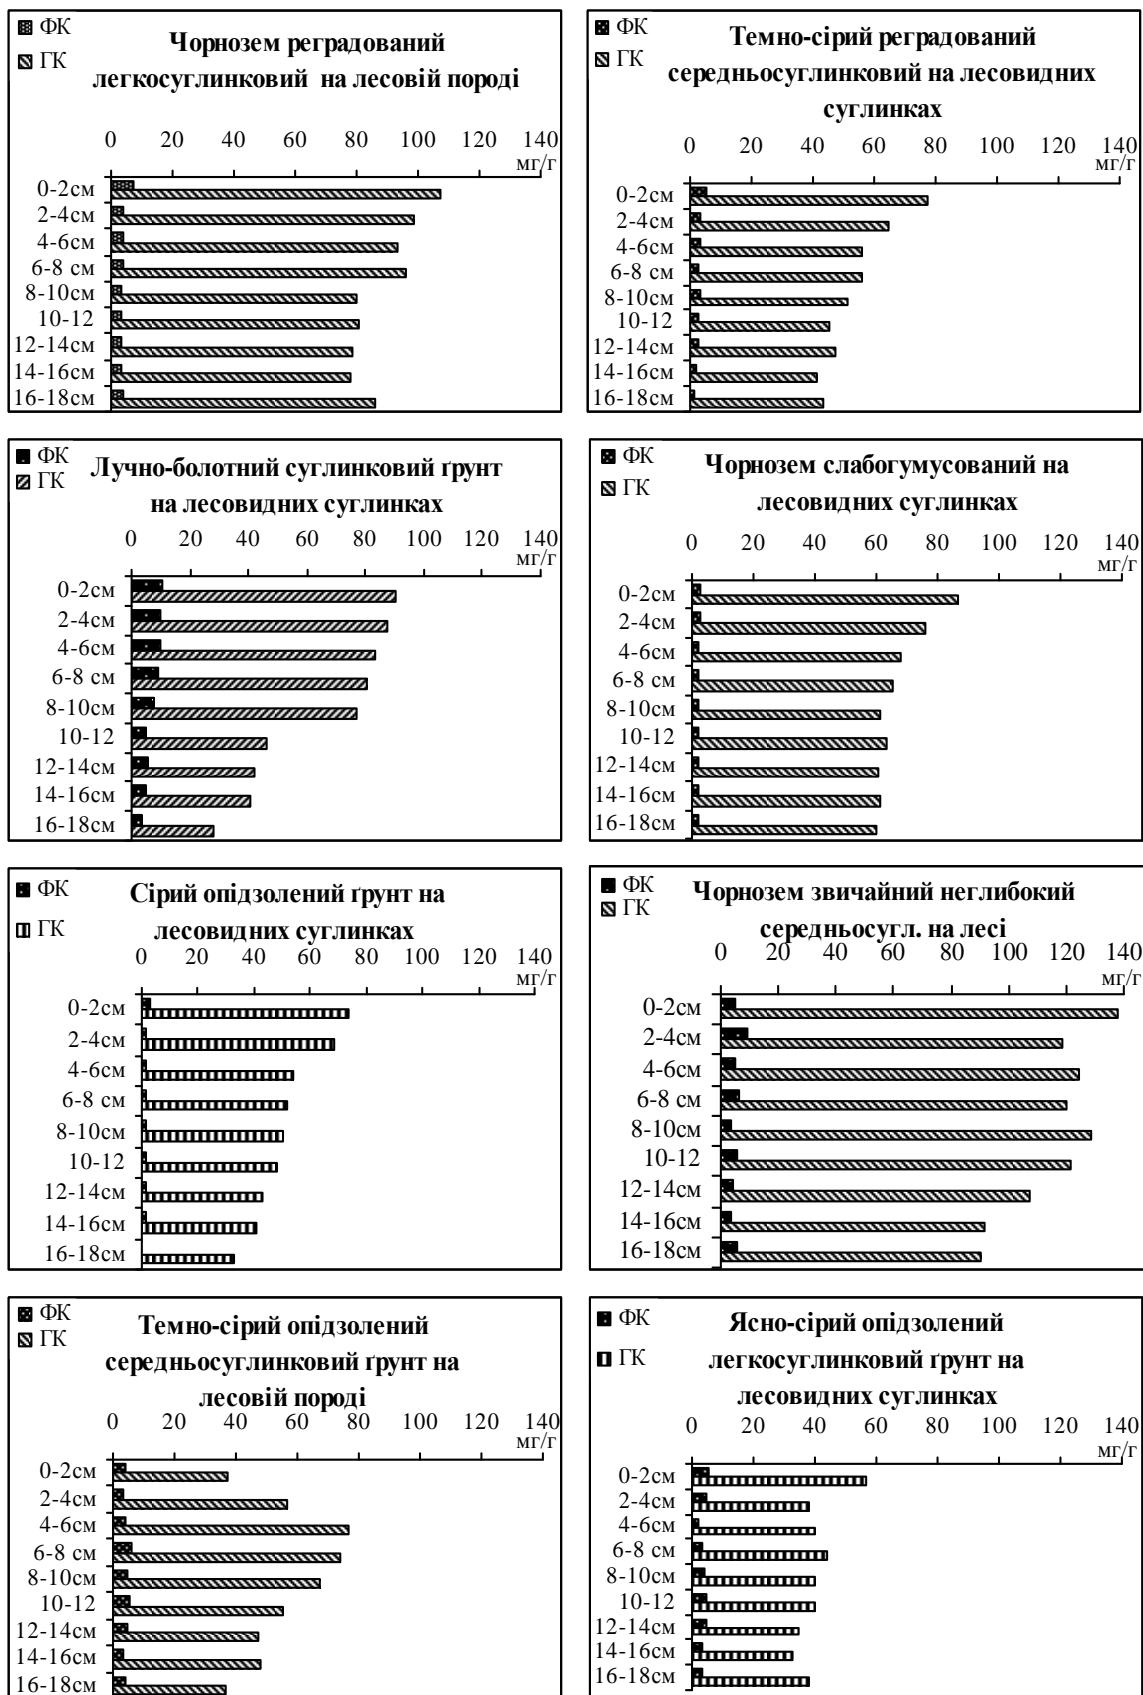 ФК
ГК
Чорнозем реградований
легкосуглинковий на лесовій породі
0 20 40 60 80 100 120 140
мг/г
0-2см
2-4см
4-6см
6-8 см
8-10см
10-12
12-14см
14-16см
16-18см
ФК
ГК
Темно-сірий реградований
середньосуглинковий на лесовидних
суглинках
0 20 40 60 80 100 120 140
мг/г
0-2см
2-4см
4-6см
6-8 см
8-10см
10-12
12-14см
14-16см
16-18см
ФК
ГК
Лучно-болотний суглинковий ґрунт
на лесовидних суглинках
0 20 40 60 80 100 120 140
мг/г
0-2см
2-4см
4-6см
6-8 см
8-10см
10-12
12-14см
14-16см
16-18см
ФК
ГК
Чорнозем слабогумусований на
лесовидних суглинках
0 20 40 60 80 100 120 140
мг/г
0-2см
2-4см
4-6см
6-8 см
8-10см
10-12
12-14см
14-16см
16-18см
ФК
ГК
Сірий опідзолений ґрунт на
лесовидних суглинках
0 20 40 60 80 100 120 140
мг/г
0-2см
2-4см
4-6см
6-8 см
8-10см
10-12
12-14см
14-16см
16-18см
ФК
ГК
Чорнозем звичайний неглибокий
середньосугл. на лесі
0 20 40 60 80 100 120 140
мг/г
0-2см
2-4см
4-6см
6-8 см
8-10см
10-12
12-14см
14-16см
16-18см
ФК
ГК
Темно-сірий опідзолений
середньосуглинковий ґрунт на
лесовій породі
0 20 40 60 80 100 120 140
мг/г
0-2см
2-4см
4-6см
6-8 см
8-10см
10-12
12-14см
14-16см
16-18см
ФК
ГК
Ясно-сірий опідзолений
легкосуглинковий ґрунт на
лесовидних суглинках
0 20 40 60 80 100 120 140
мг/г
0-2см
2-4см
4-6см
6-8 см
8-10см
10-12
12-14см
14-16см
16-18см